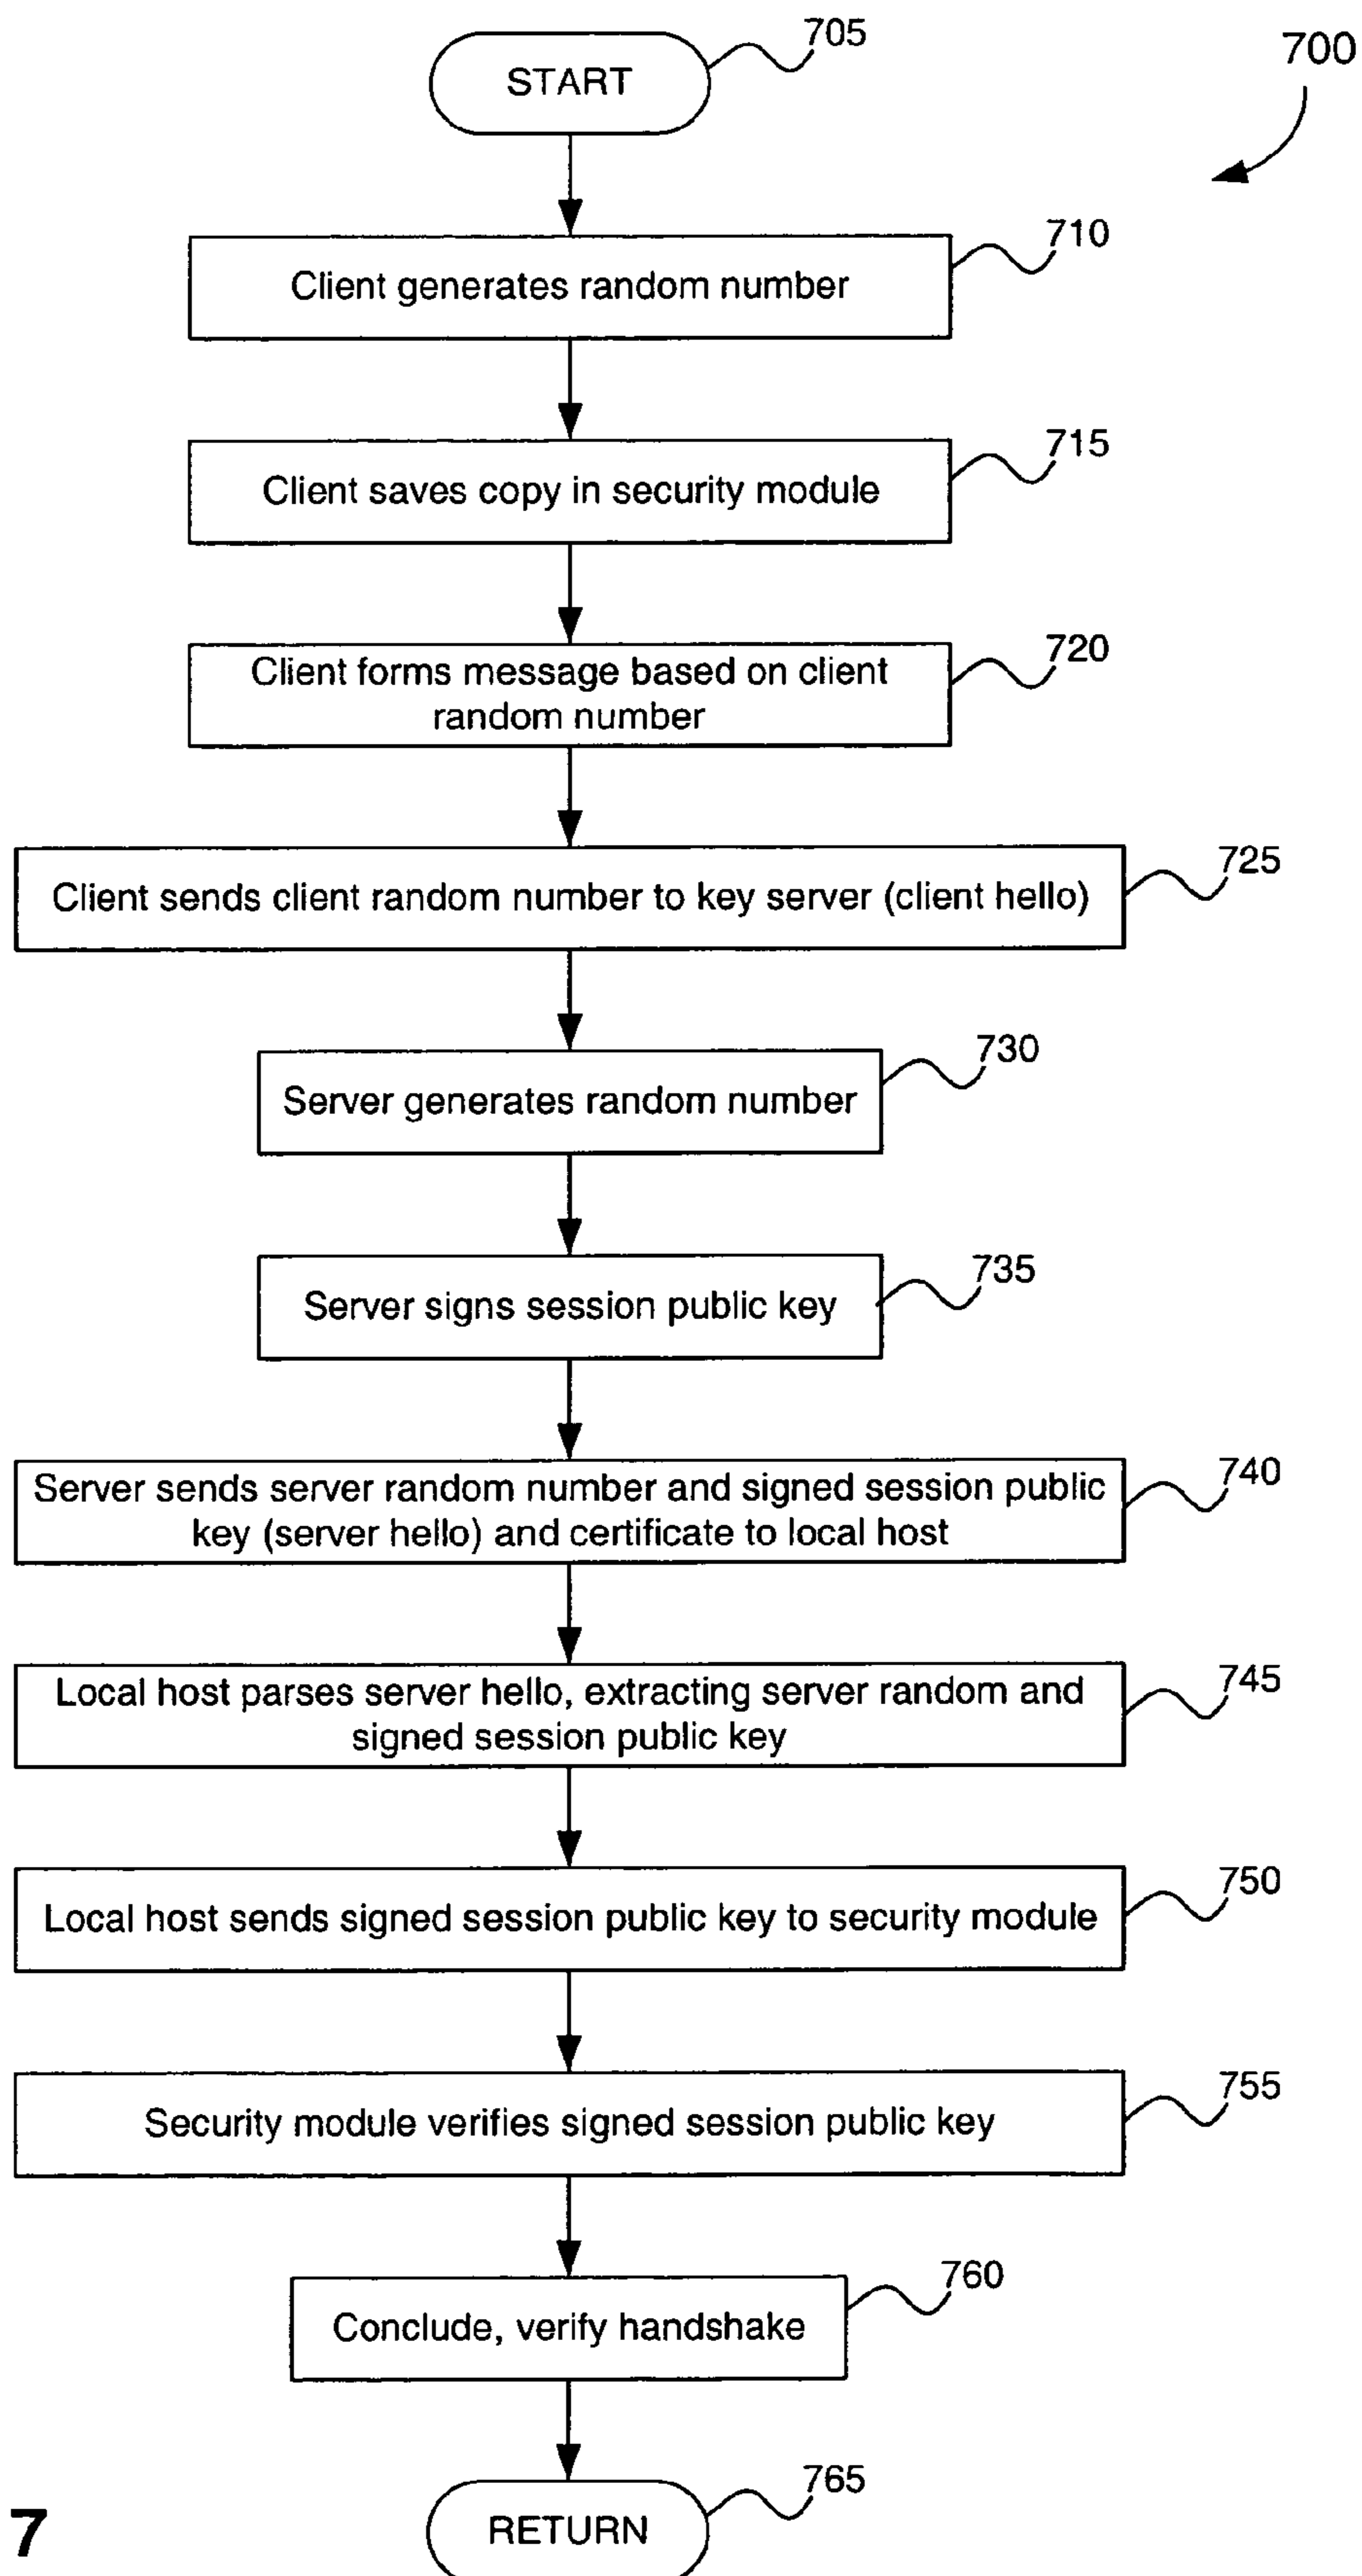 705
700
START
710
Client generates random number
715
Client saves copy in security module
720
Client forms message based on client
random number
725
Client sends client random number to key server (client hello)
730
Server generates random number
735
Server signs session public key
740
Server sends server random number and signed session public
key (server hello) and certificate to local host
745
Local host parses server hello, extracting server random and
signed session public key
750
Local host sends signed session public key to security module
755
Security module verifies signed session public key
760
Conclude, verify handshake
765
RETURN
7